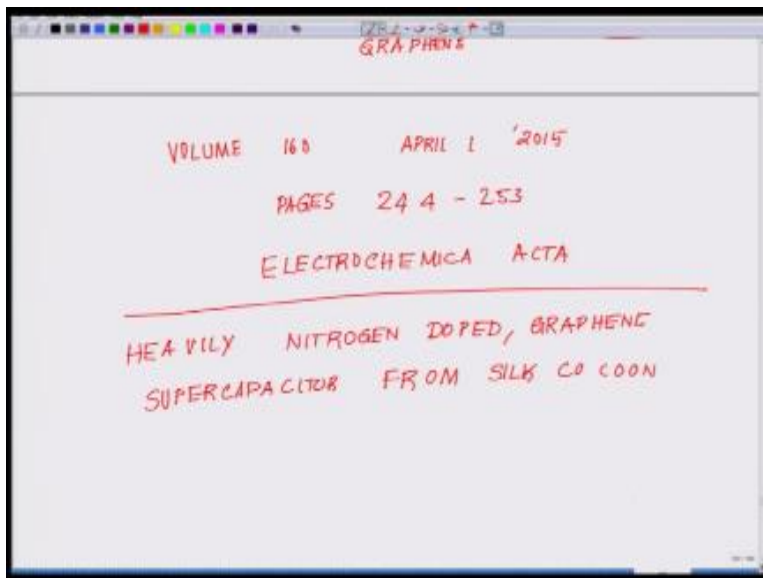 GRAPHENE
VOLUME 160 APRIL 1 '2015
PAGES 244 - 253
ELECTROCHEMICA ACTA
HEAVILY NITROGEN DOPED, GRAPHENE
SUPERCAPACITOR FROM SILK COCOON